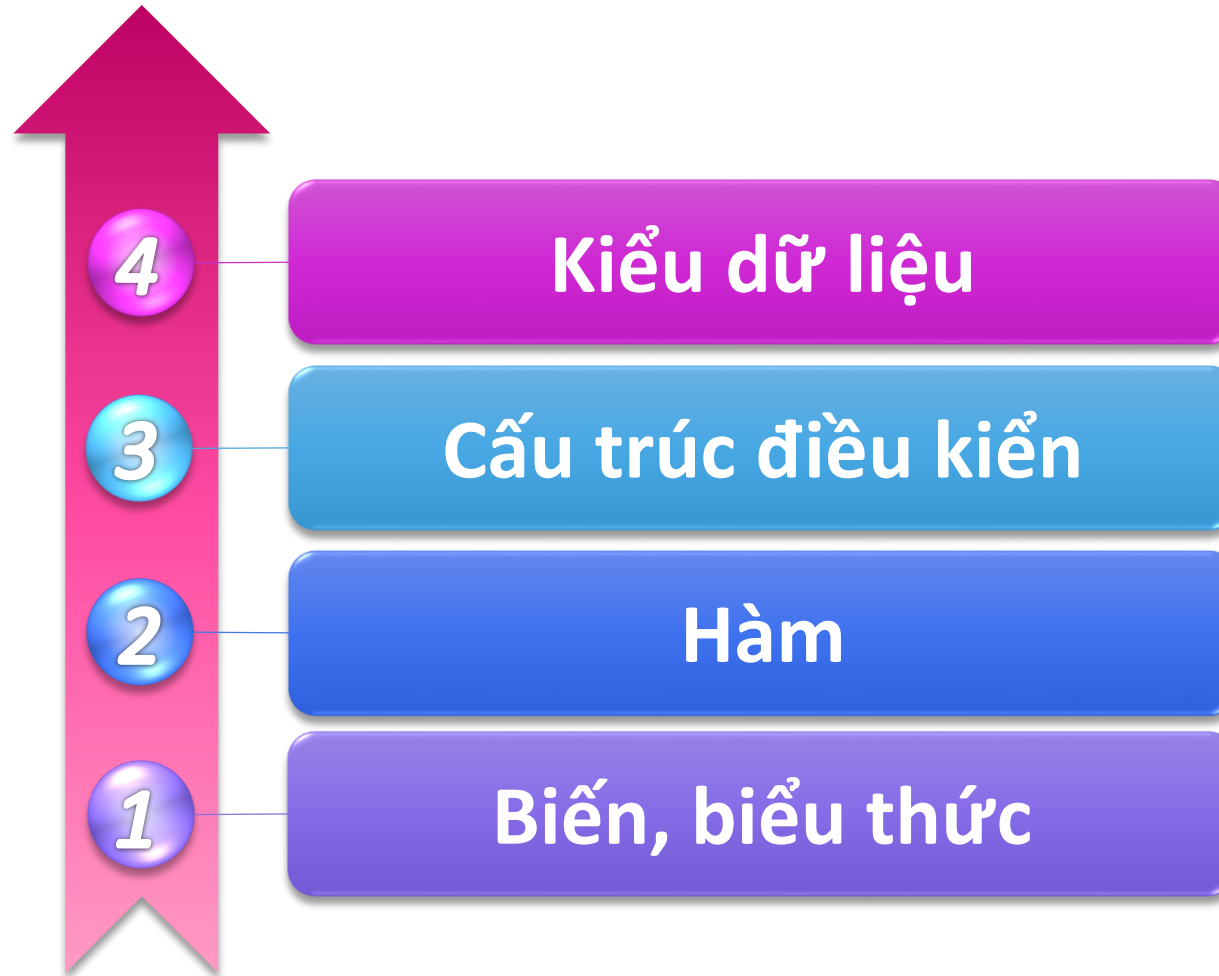 4 Kiểu dữ liệu
3 Cấu trúc điều kiển
2 Hàm
1 Biến, biểu thức